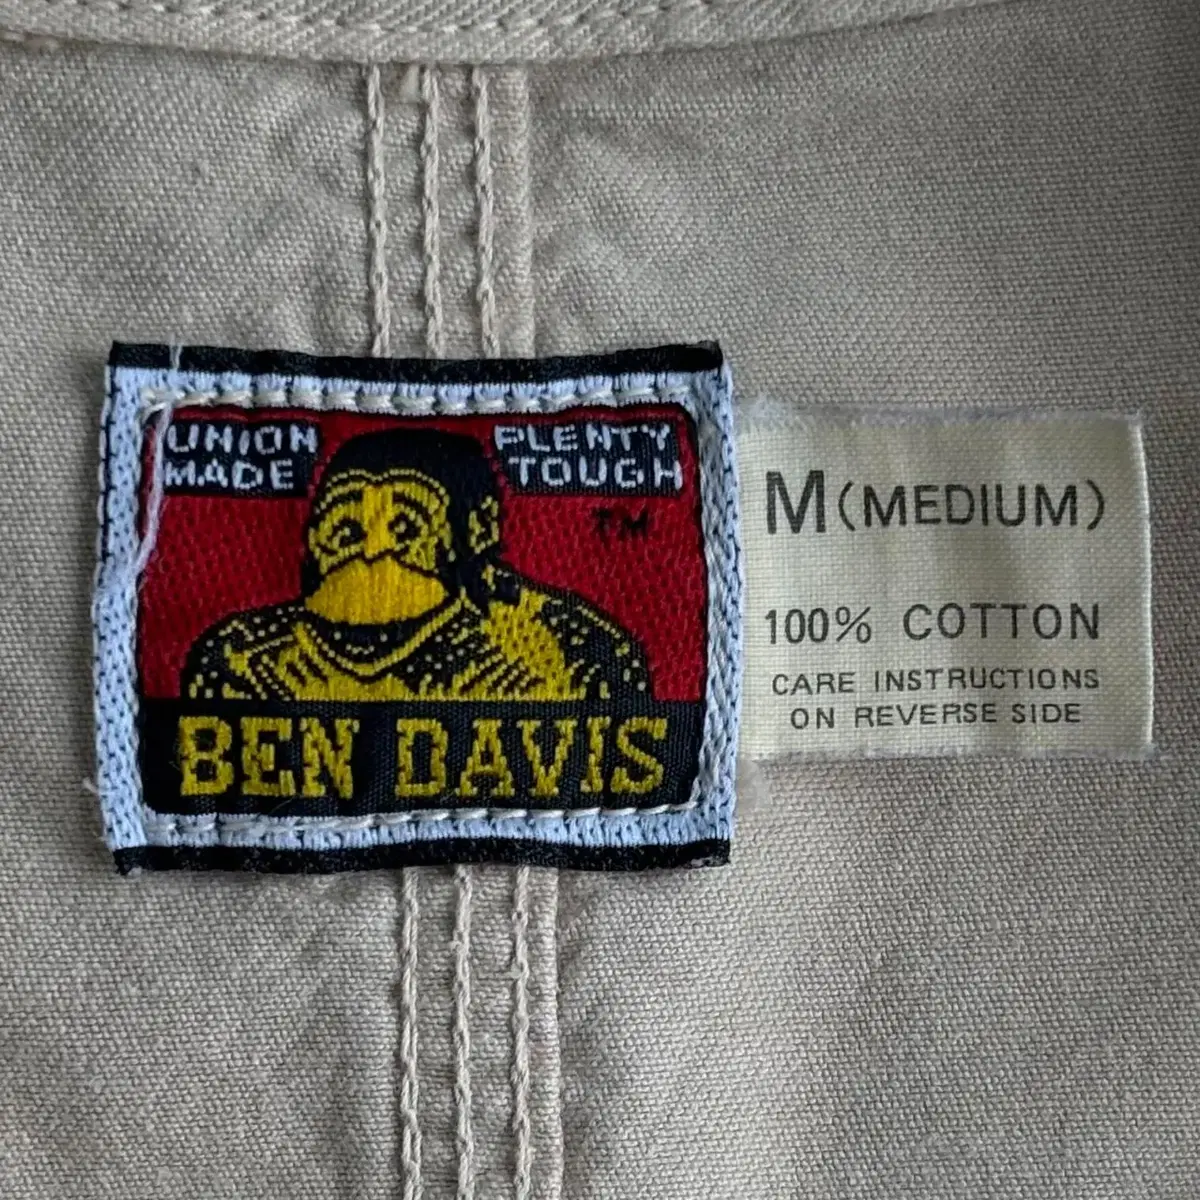 UNION
MADE
PLENTY
TOUGH
TM
BEN DAVIS
M (MEDIUM)
100% COTTON
CARE INSTRUCTIONS
ON REVERSE SIDE